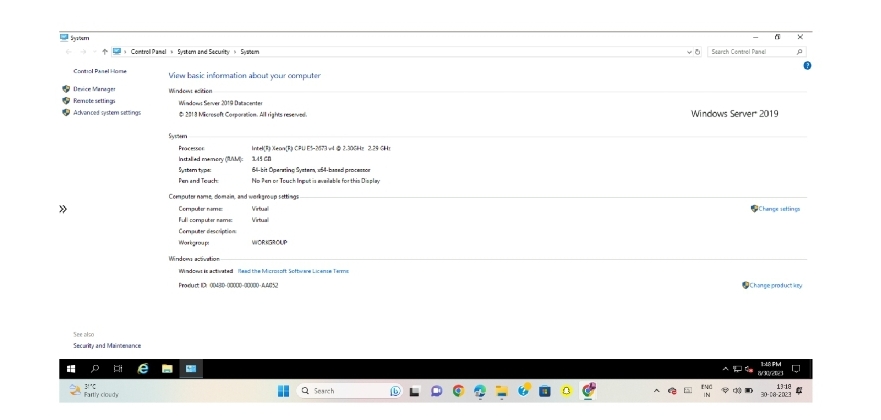 System
Control Panel › System and Security › System
Search Control Panel
Control Panel Home
View basic information about your computer
Device Manager
Windows edition
Remote settings
Windows Server 2019 Datacenter
Advanced system settings
© 2018 Microsoft Corporation. All rights reserved.
Windows Server® 2019
System
Processor: Intel(R) Xeon(R) CPU E5-2673 v4 @ 2.30GHz 2.29 GHz
Installed memory (RAM): 3.45 GB
System type: 64-bit Operating System, x64-based processor
Pen and Touch: No Pen or Touch Input is available for this Display
Computer name, domain, and workgroup settings
Computer name: Virtual
Change settings
Full computer name: Virtual
Computer description:
Workgroup: WORKGROUP
Windows activation
Windows is activated Read the Microsoft Software License Terms
Product ID: 00430-00000-00000-AA052
Change product key
See also
Security and Maintenance
3:48 PM
8/30/2023
31°C
Partly cloudy
Search
ENG
IN
13:18
30-08-2023